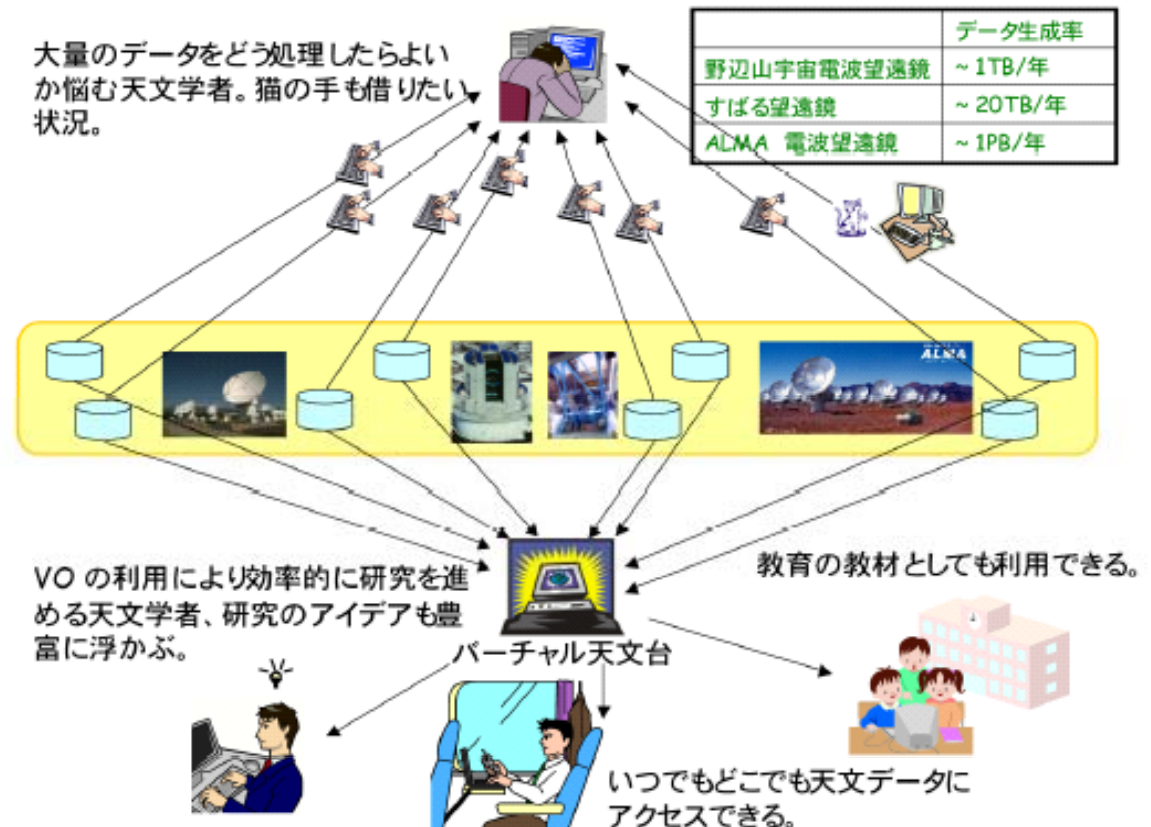 大量のデータをどう処理したらよい
か悩む天文学者。猫の手も借りたい
状況。
データ生成率
野辺山宇宙電波望遠鏡 ~ 1TB/年
すばる望遠鏡 ~ 20TB/年
ALMA 電波望遠鏡 ~ 1PB/年
ALMA
VO の利用により効率的に研究を進
める天文学者、研究のアイデアも豊
富に浮かぶ。
バーチャル天文台
教育の教材としても利用できる。
いつでもどこでも天文データに
アクセスできる。